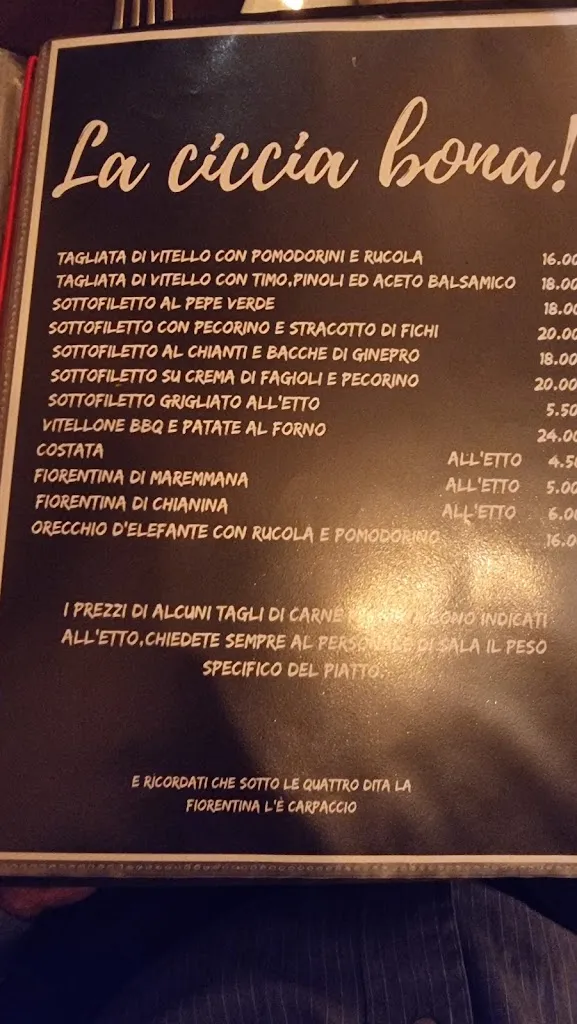 La ciccia bona!
TAGLIATA DI VITELLO CON POMODORINI E RUCOLA 16.00
TAGLIATA DI VITELLO CON TIMO,PINOLI ED ACETO BALSAMICO 18.00
SOTTOFILETTO AL PEPE VERDE 18.00
SOTTOFILETTO CON PECORINO E STRACOTTO DI FICHI 20.00
SOTTOFILETTO AL CHIANTI E BACCHE DI GINEPRO 18.00
SOTTOFILETTO SU CREMA DI FAGIOLI E PECORINO 20.00
SOTTOFILETTO GRIGLIATO ALL'ETTO 5.50
VITELLONE BBQ E PATATE AL FORNO 24.00
COSTATA ALL'ETTO 4.50
FIORENTINA DI MAREMMANA ALL'ETTO 5.00
FIORENTINA DI CHIANINA ALL'ETTO 6.00
ORECCHIO D'ELEFANTE CON RUCOLA E POMODORINO 16.00
I PREZZI DI ALCUNI TAGLI DI CARNE SONO INDICATI
ALL'ETTO,CHIEDETE SEMPRE AL PERSONALE DI SALA IL PESO
SPECIFICO DEL PIATTO.
E RICORDATI CHE SOTTO LE QUATTRO DITA LA
FIORENTINA L'È CARPACCIO